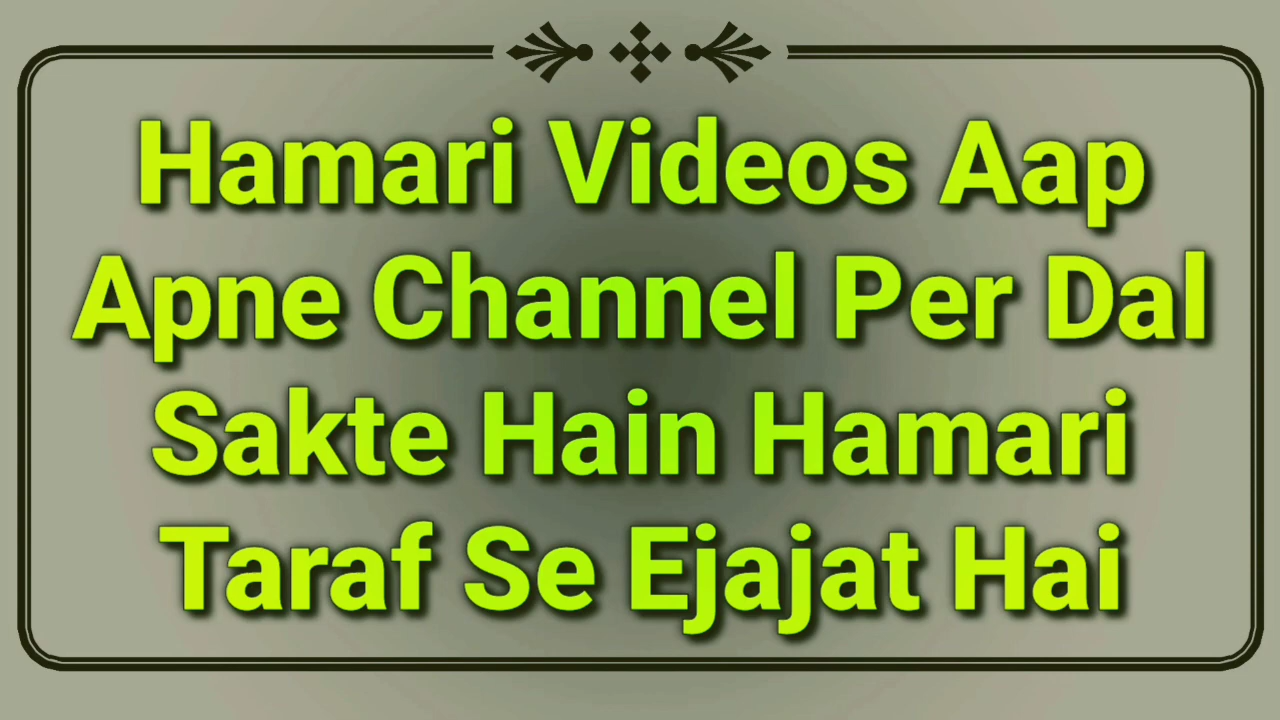 Hamari Videos Aap
Apne Channel Per Dal
Sakte Hain Hamari
Taraf Se Ejajat Hai